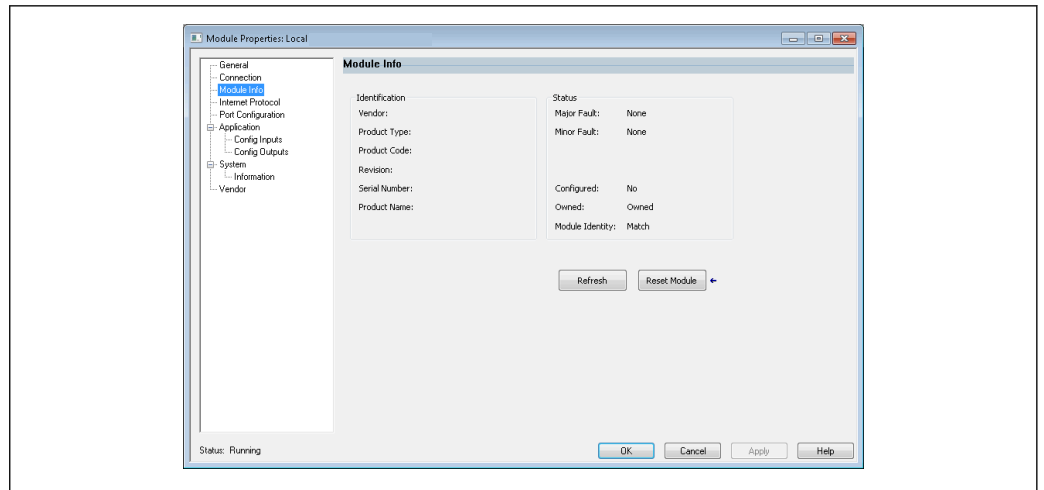 Module Properties: Local
General
Connection
Module Info
Internet Protocol
Port Configuration
Application
Config Inputs
Config Outputs
System
Information
Vendor
Module Info
Identification
Vendor:
Product Type:
Product Code:
Revision:
Serial Number:
Product Name:
Status
Major Fault: None
Minor Fault: None
Configured: No
Owned: Owned
Module Identity: Match
Refresh Reset Module
Status: Running
OK Cancel Apply Help